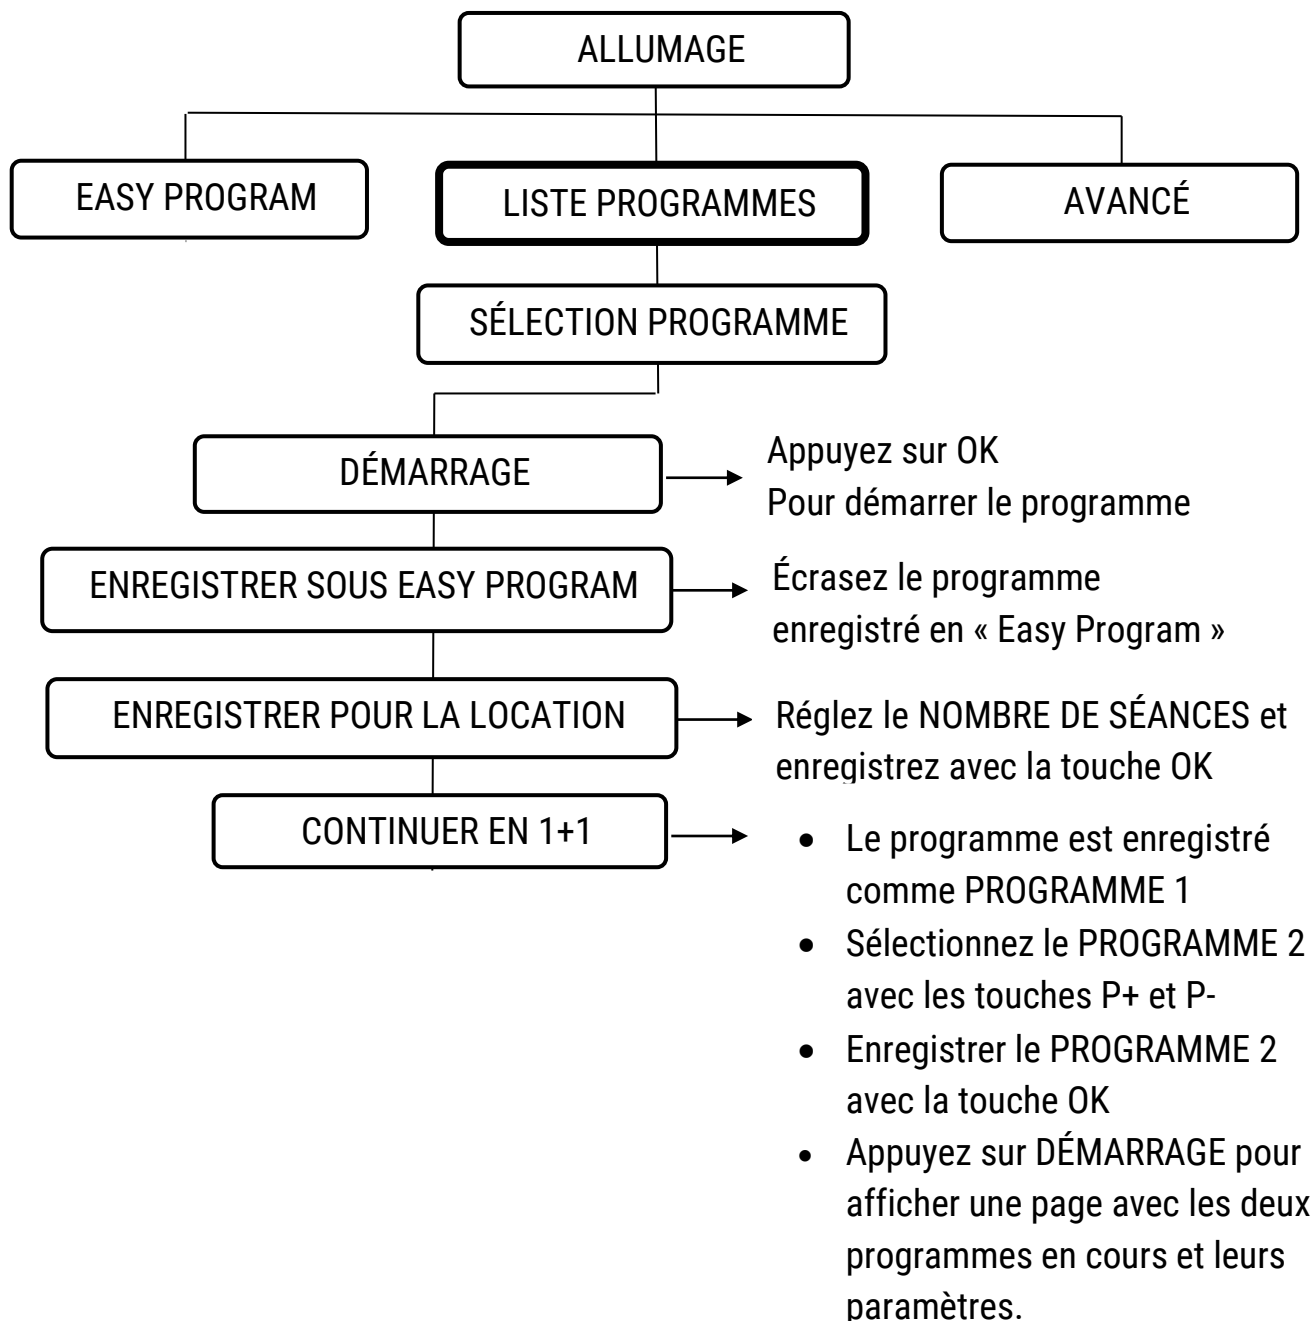 ALLUMAGE
EASY PROGRAM
LISTE PROGRAMMES
AVANCÉ
SÉLECTION PROGRAMME
DÉMARRAGE
Appuyez sur OK
Pour démarrer le programme
ENREGISTRER SOUS EASY PROGRAM
Écrasez le programme
enregistré en « Easy Program »
ENREGISTRER POUR LA LOCATION
Réglez le NOMBRE DE SÉANCES et
enregistrez avec la touche OK
CONTINUER EN 1+1
• Le programme est enregistré
comme PROGRAMME 1
• Sélectionnez le PROGRAMME 2
avec les touches P+ et P-
• Enregistrer le PROGRAMME 2
avec la touche OK
• Appuyez sur DÉMARRAGE pour
afficher une page avec les deux
programmes en cours et leurs
paramètres.